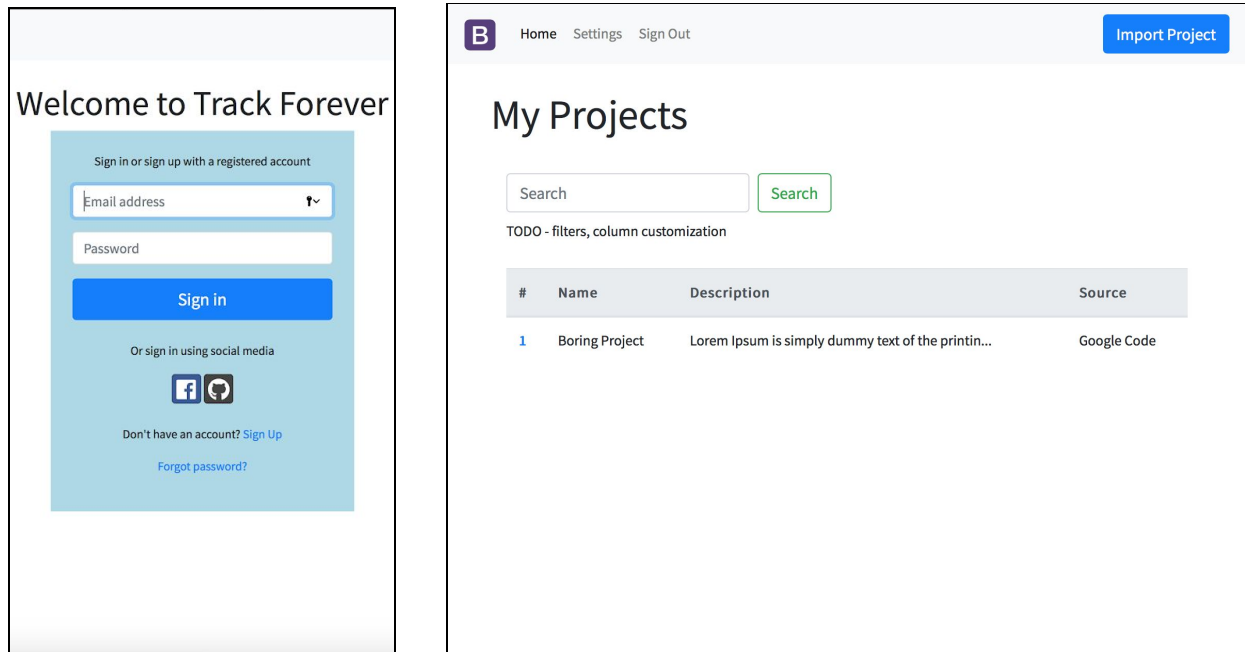 Welcome to Track Forever
Sign in or sign up with a registered account
Email address
Password
Sign in
Or sign in using social media
Don't have an account? Sign Up
Forgot password?
B Home Settings Sign Out Import Project
My Projects
Search Search
TODO - filters, column customization
# Name Description Source
1 Boring Project Lorem Ipsum is simply dummy text of the printin... Google Code